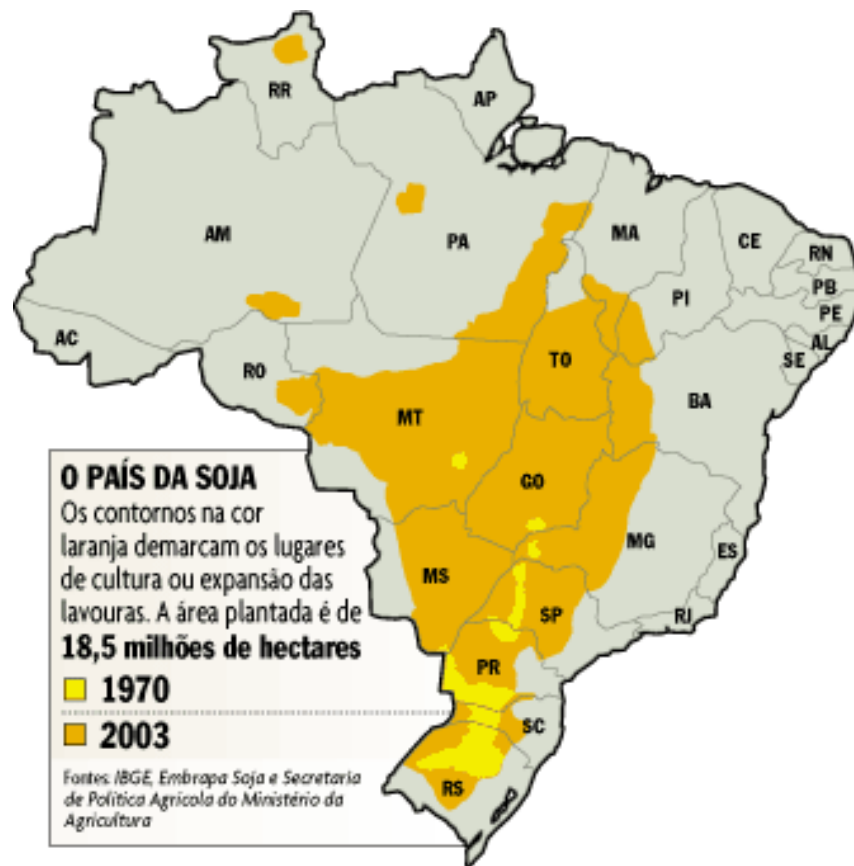 RR
AP
AM
PA
MA
CE
RN
PB
PE
PI
AL
SE
AC
RO
TO
BA
MT
GO
MG
ES
MS
SP
RJ
PR
SC
RS
O PAÍS DA SOJA
Os contornos na cor
laranja demarcam os lugares
de cultura ou expansão das
lavouras. A área plantada é de
18,5 milhões de hectares
1970
2003
Fontes: IBGE, Embrapa Soja e Secretaria
de Política Agrícola do Ministério da
Agricultura